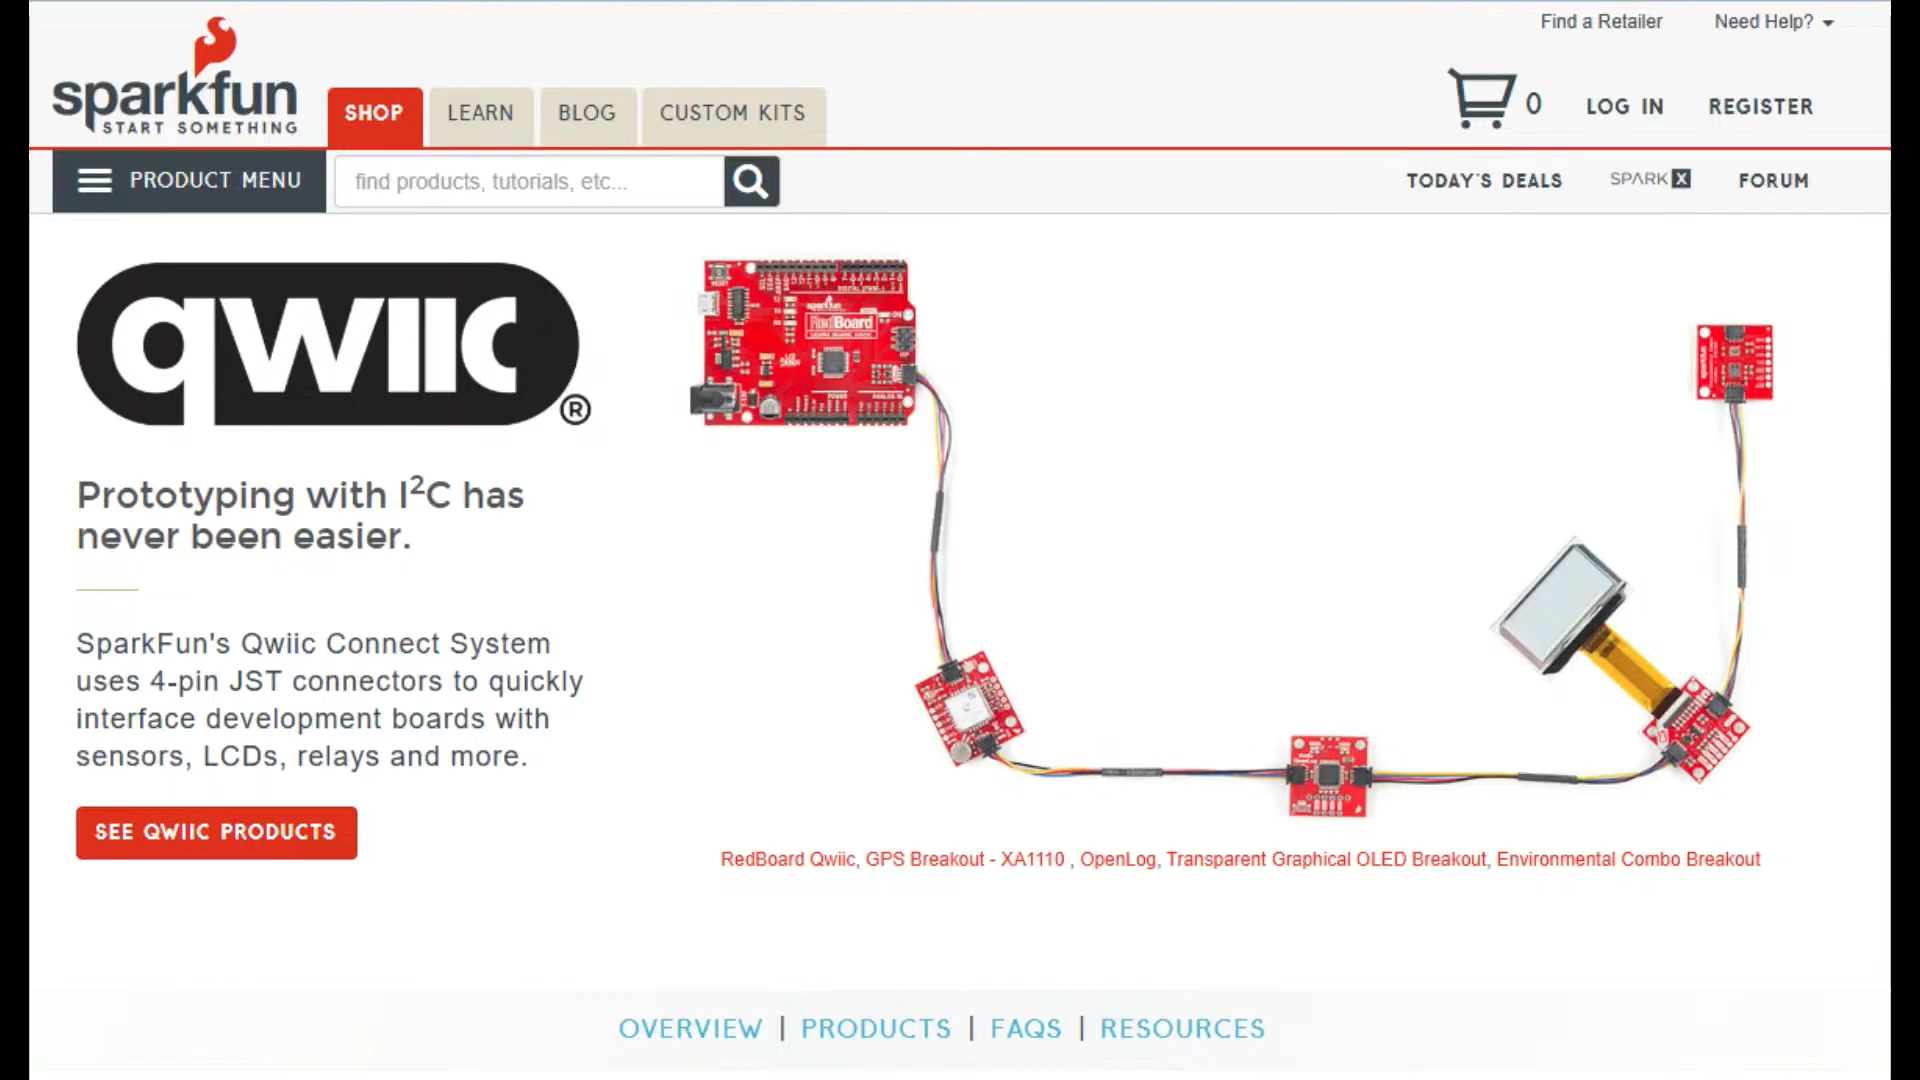 Find a Retailer
Need Help?
sparkfun
START SOMETHING
SHOP
LEARN
BLOG
CUSTOM KITS
0
LOG IN
REGISTER
PRODUCT MENU
find products, tutorials, etc...
TODAY'S DEALS
SPARK X
FORUM
qwiic
®
Prototyping with I²C has
never been easier.
SparkFun's Qwiic Connect System
uses 4-pin JST connectors to quickly
interface development boards with
sensors, LCDs, relays and more.
SEE QWIIC PRODUCTS
RedBoard
RedBoard Qwiic, GPS Breakout - XA1110 , OpenLog, Transparent Graphical OLED Breakout, Environmental Combo Breakout
OVERVIEW | PRODUCTS | FAQS | RESOURCES